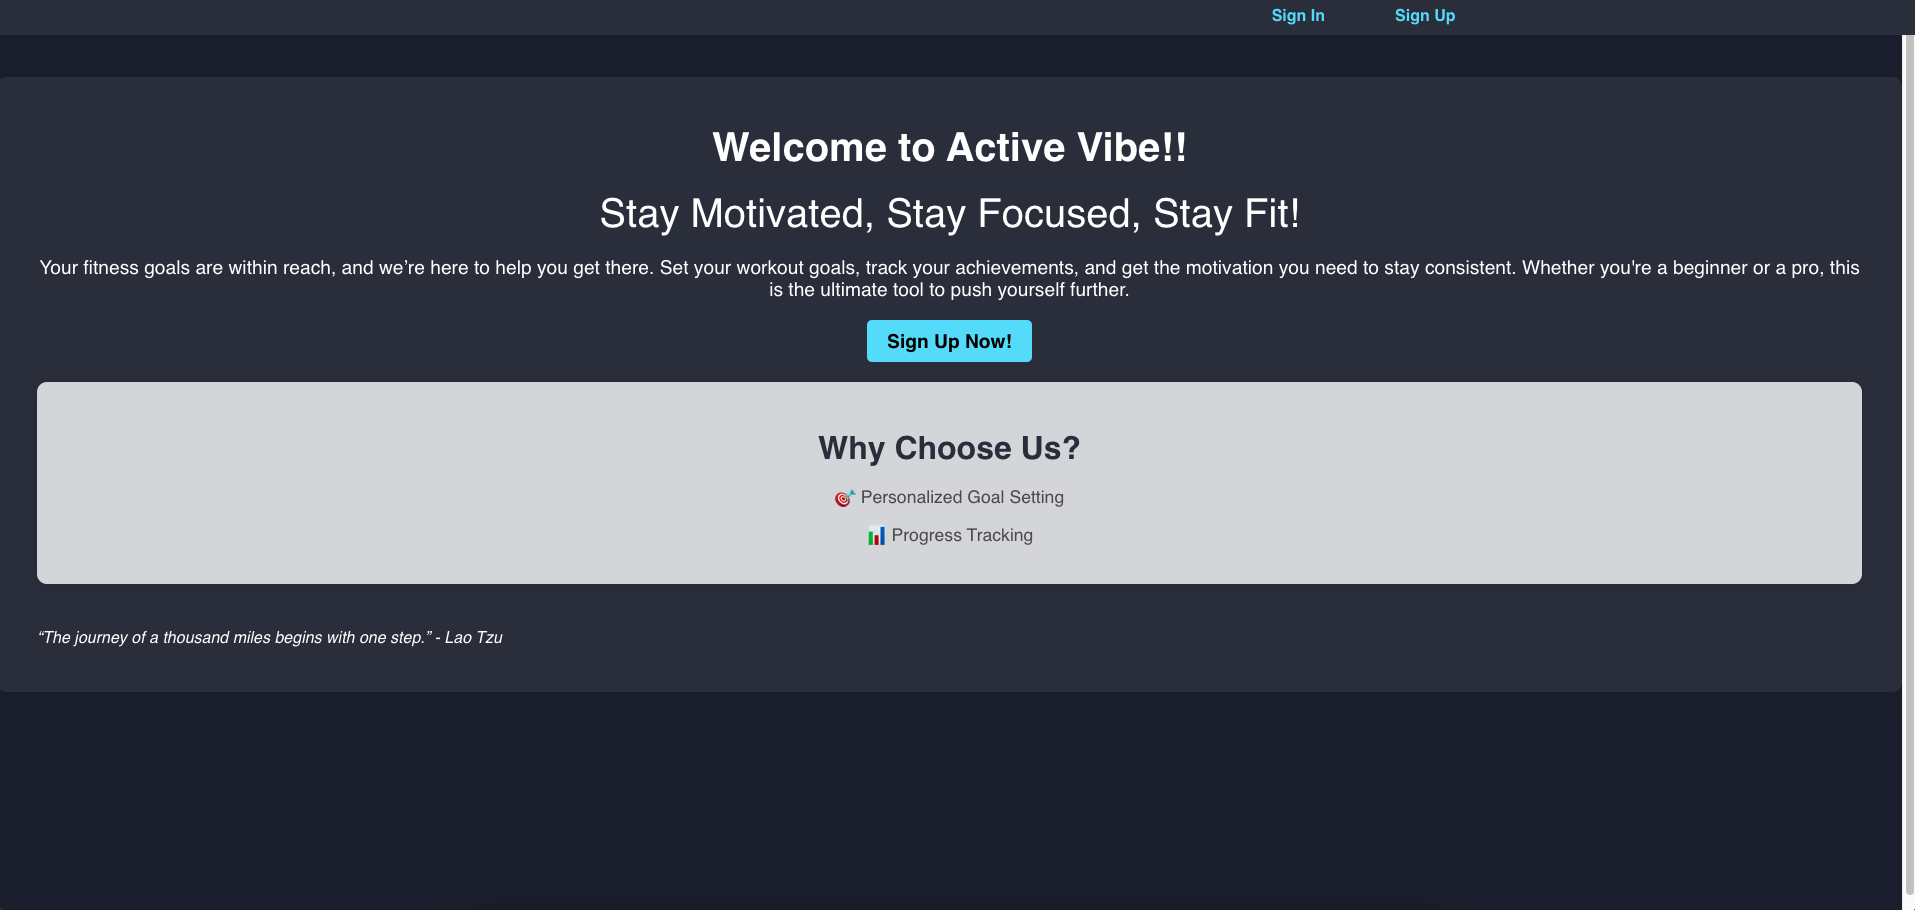 Sign In Sign Up
Welcome to Active Vibe!!
Stay Motivated, Stay Focused, Stay Fit!
Your fitness goals are within reach, and we’re here to help you get there. Set your workout goals, track your achievements, and get the motivation you need to stay consistent. Whether you're a beginner or a pro, this
is the ultimate tool to push yourself further.
Sign Up Now!
Why Choose Us?
🎯 Personalized Goal Setting
📊 Progress Tracking
“The journey of a thousand miles begins with one step.” - Lao Tzu